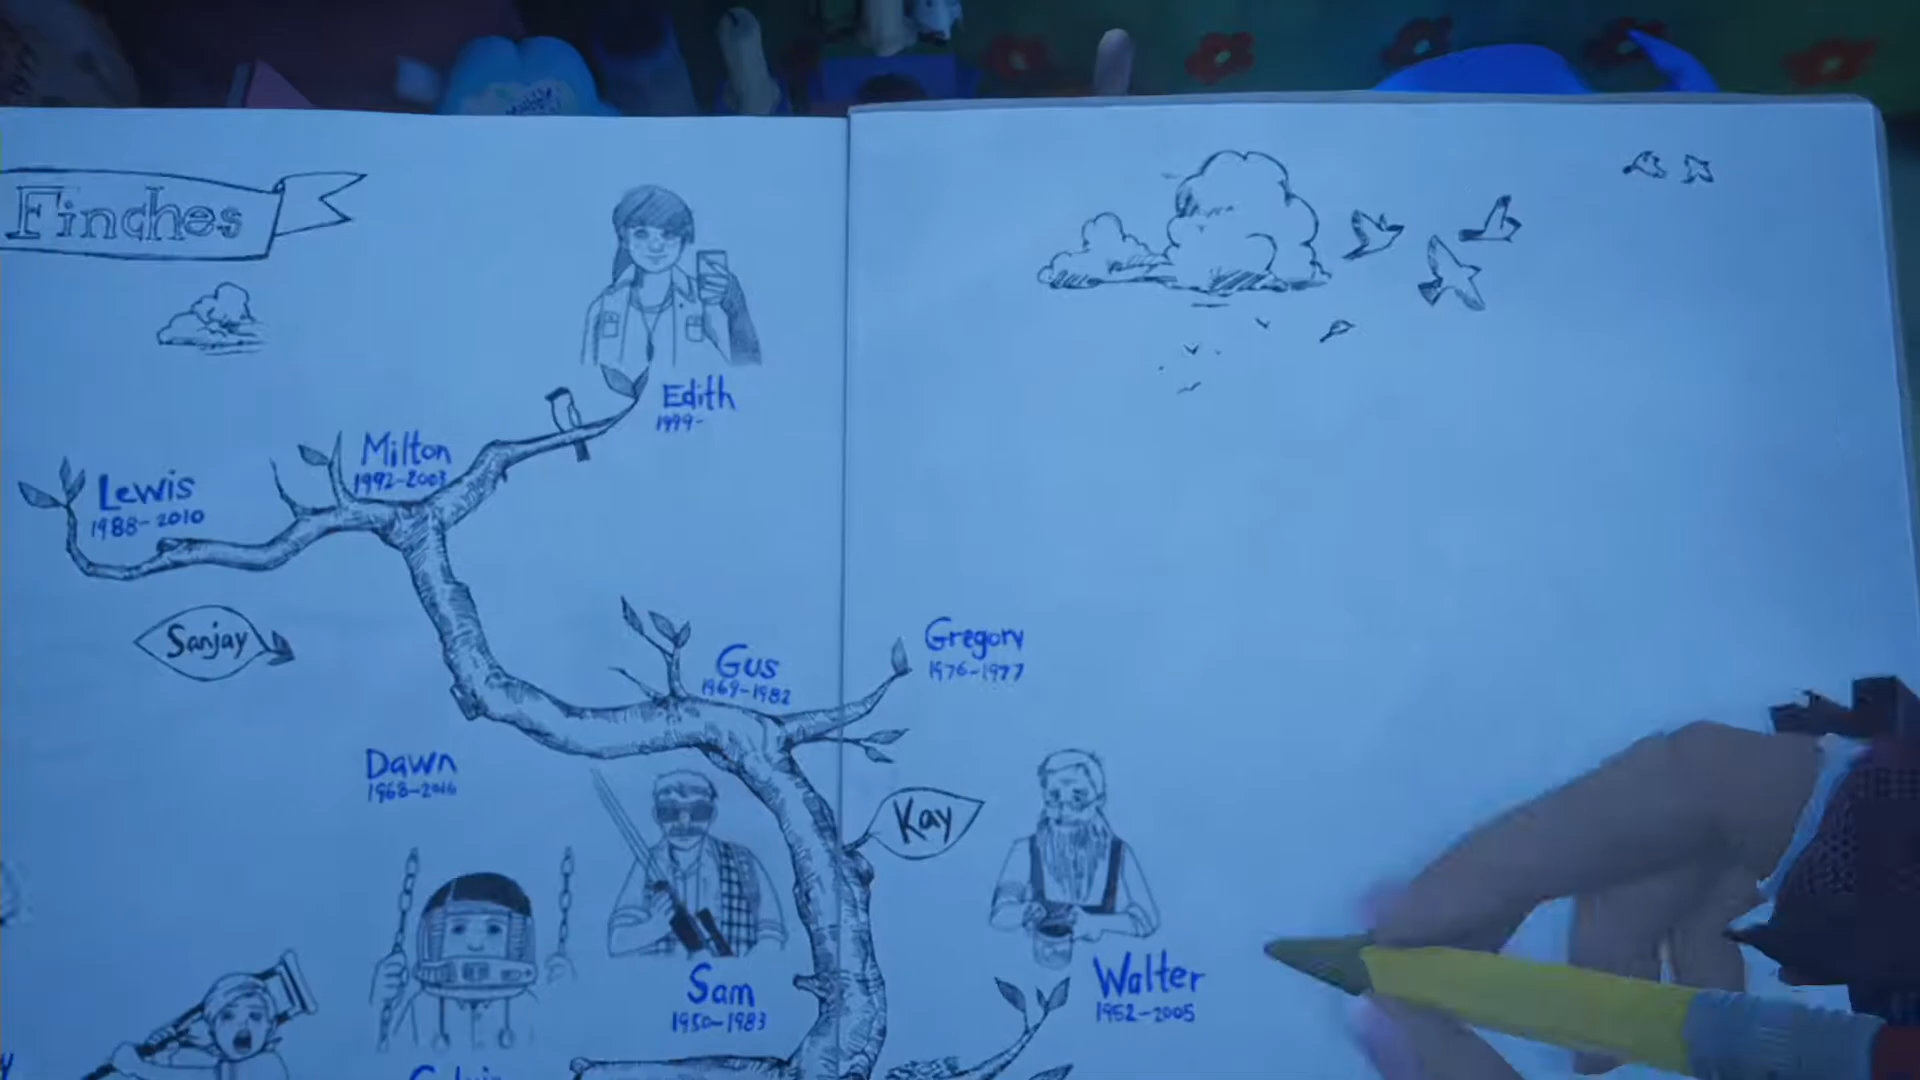 Finches
Edith
1999-
Milton
1992-2003
Lewis
1988-2010
Sanjay
Gus
1969-1982
Gregory
1976-1977
Dawn
1968-2016
Kay
Sam
1950-1983
Walter
1952-2005